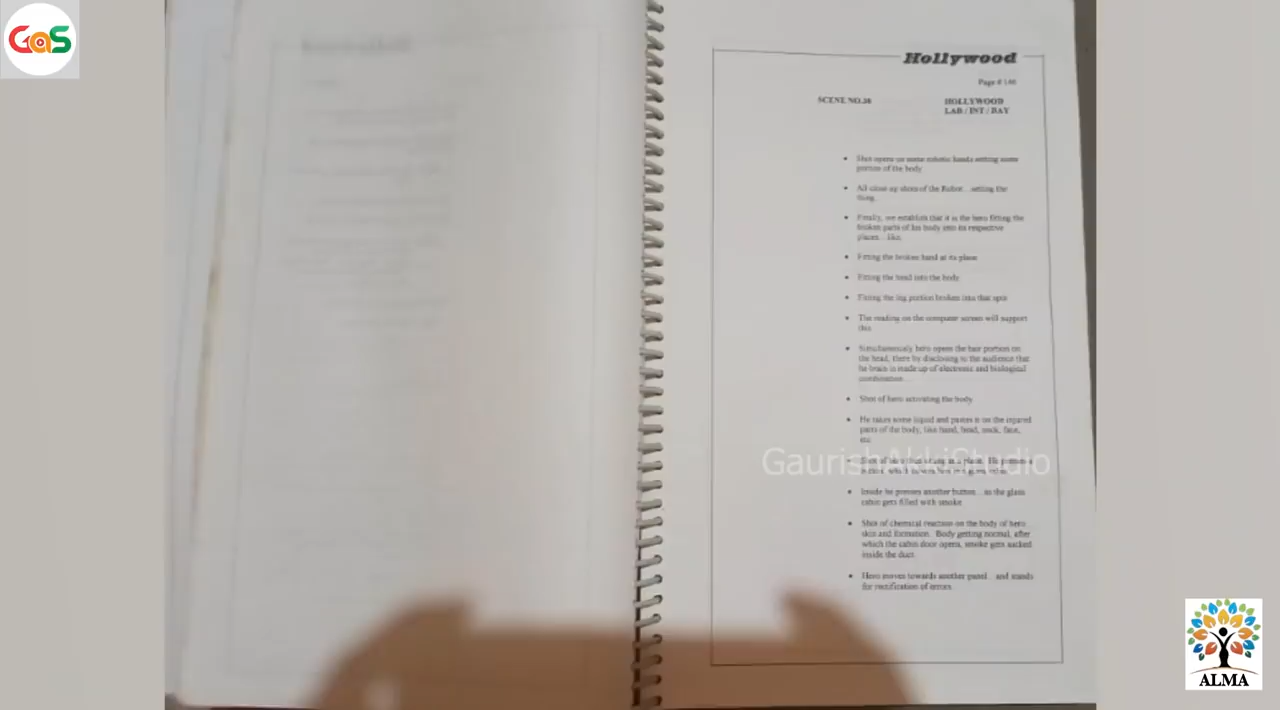 GaS
Hollywood
Page # 146
SCENE NO.36
HOLLYWOOD
LAB / INT / DAY
• Shot opens on some robotic hands setting some
portion of the body
• All close up shots of the Robot... setting the
thing.
• Finally, we establish that it is the hero fitting the
broken parts of his body into its respective
places... like,
• Fitting the broken hand at its place
• Fitting the head into the body
• Fitting the leg portion broken into that spot
• The reading on the computer screen will support
this
• Simultaneously hero opens the hair portion on
the head, there by disclosing to the audience that
he brain is made up of electronic and biological
combination...
• Shot of hero activating the body
• He takes some liquid and pastes it on the injured
parts of the body, like hand, head, neck, face,
etc
GaurishAkkiStudio
• Inside he presses another button... as the glass
cabin gets filled with smoke
• Shot of chemical reaction on the body of hero...
skin and formation. Body getting normal, after
which the cabin door opens, smoke gets sucked
inside the duct
• Hero moves towards another panel... and stands
for rectification of errors
ALMA